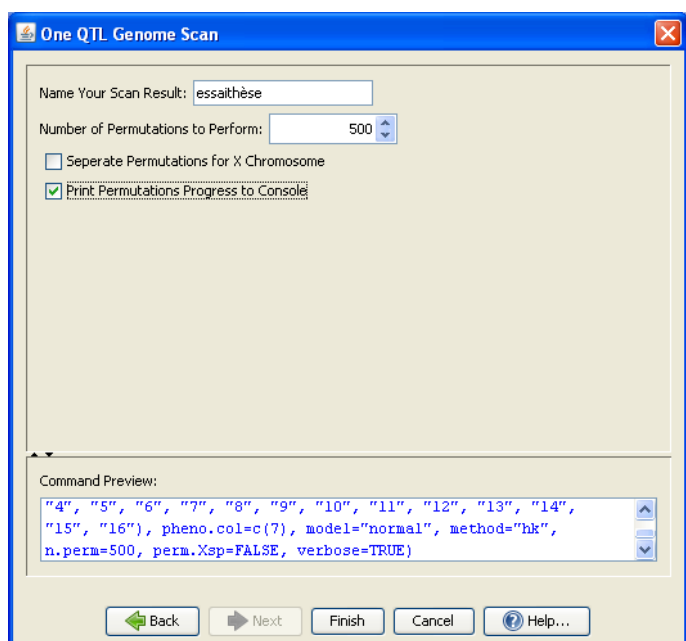 One QTL Genome Scan
Name Your Scan Result: essaithèse
Number of Permutations to Perform: 500
Seperate Permutations for X Chromosome
Print Permutations Progress to Console
Command Preview:
"4", "5", "6", "7", "8", "9", "10", "11", "12", "13", "14",
"15", "16"), pheno.col=c(7), model="normal", method="hk",
n.perm=500, perm.Xsp=FALSE, verbose=TRUE)
Back Next Finish Cancel Help...